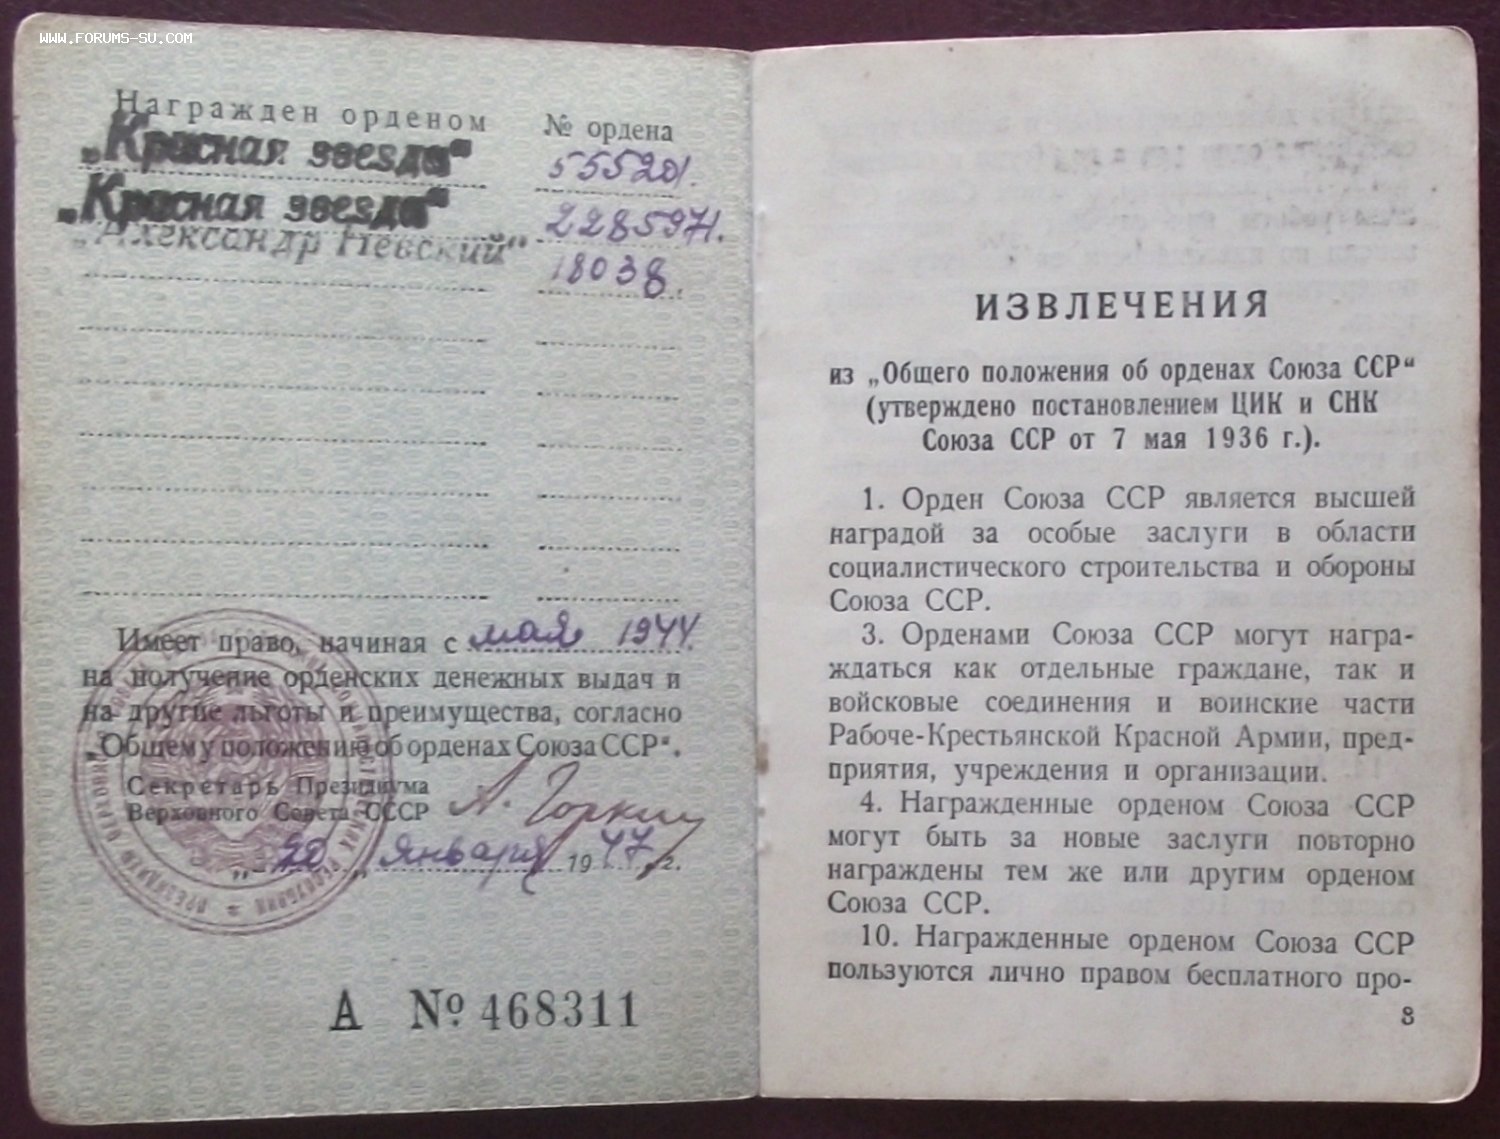 WWW.FORUMS-SU.COM
Награжден орденом
№ ордена
„Красная звезда“
555201.
„Красная звезда“
2285971.
„Александр Невский“
18038
Имеет право, начиная с мая 1944.
на получение орденских денежных выдач и
на другие льготы и преимущества, согласно
„Общему положению об орденах Союза ССР“.
Секретарь Президиума
Верховного Совета СССР
А. Горкин
„20„ января 1947 г.
А № 468311
ИЗВЛЕЧЕНИЯ
из „Общего положения об орденах Союза ССР“
(утверждено постановлением ЦИК и СНК
Союза ССР от 7 мая 1936 г.).
1. Орден Союза ССР является высшей
наградой за особые заслуги в области
социалистического строительства и обороны
Союза ССР.
3. Орденами Союза ССР могут награ-
ждаться как отдельные граждане, так и
войсковые соединения и воинские части
Рабоче-Крестьянской Красной Армии, пред-
приятия, учреждения и организации.
4. Награжденные орденом Союза ССР
могут быть за новые заслуги повторно
награждены тем же или другим орденом
Союза ССР.
10. Награжденные орденом Союза ССР
пользуются лично правом бесплатного про-
8